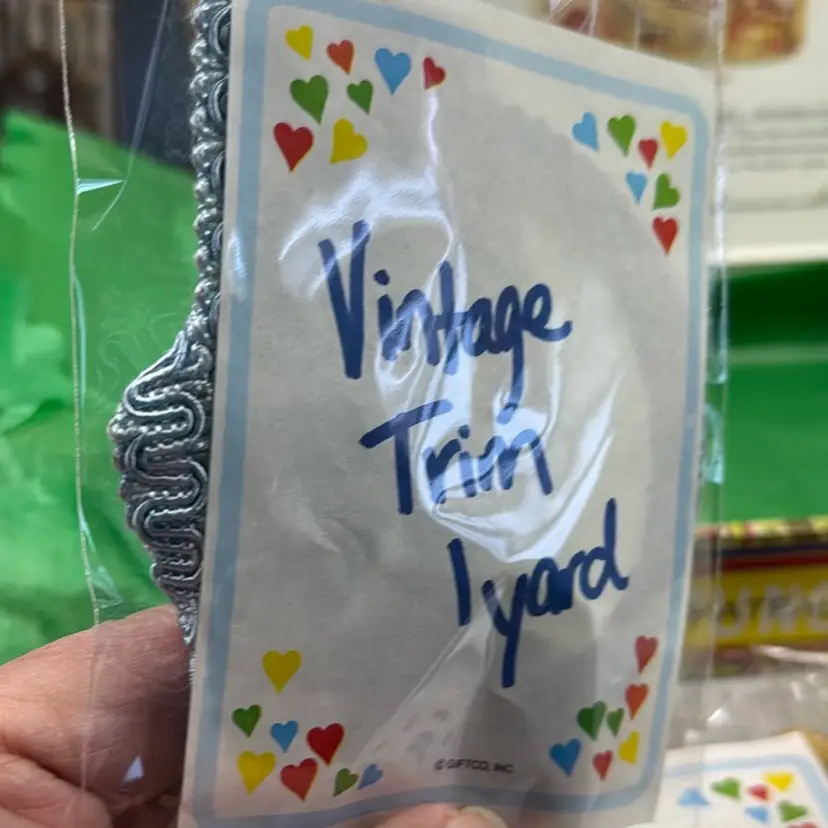 Vintage
Trim
1 yard
© GIFTCO, INC